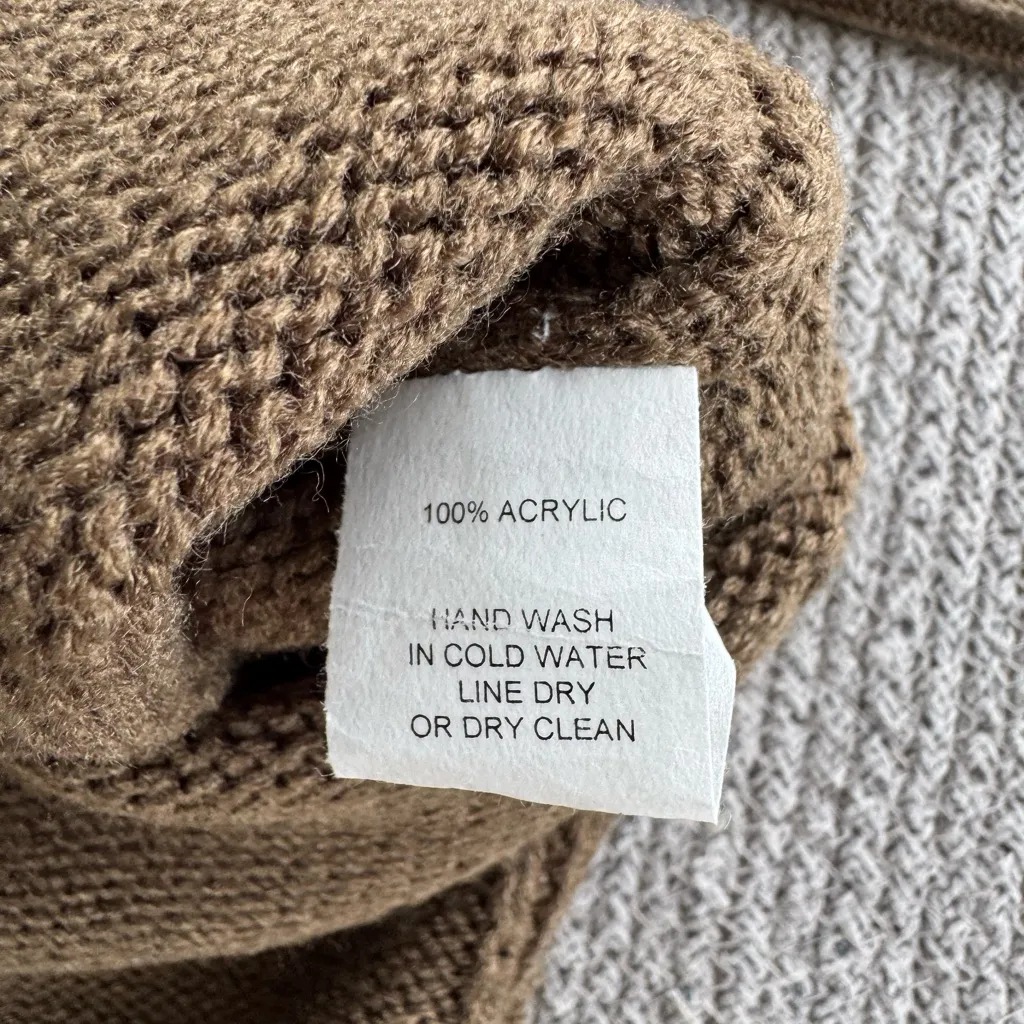 100% ACRYLIC
HAND WASH
IN COLD WATER
LINE DRY
OR DRY CLEAN